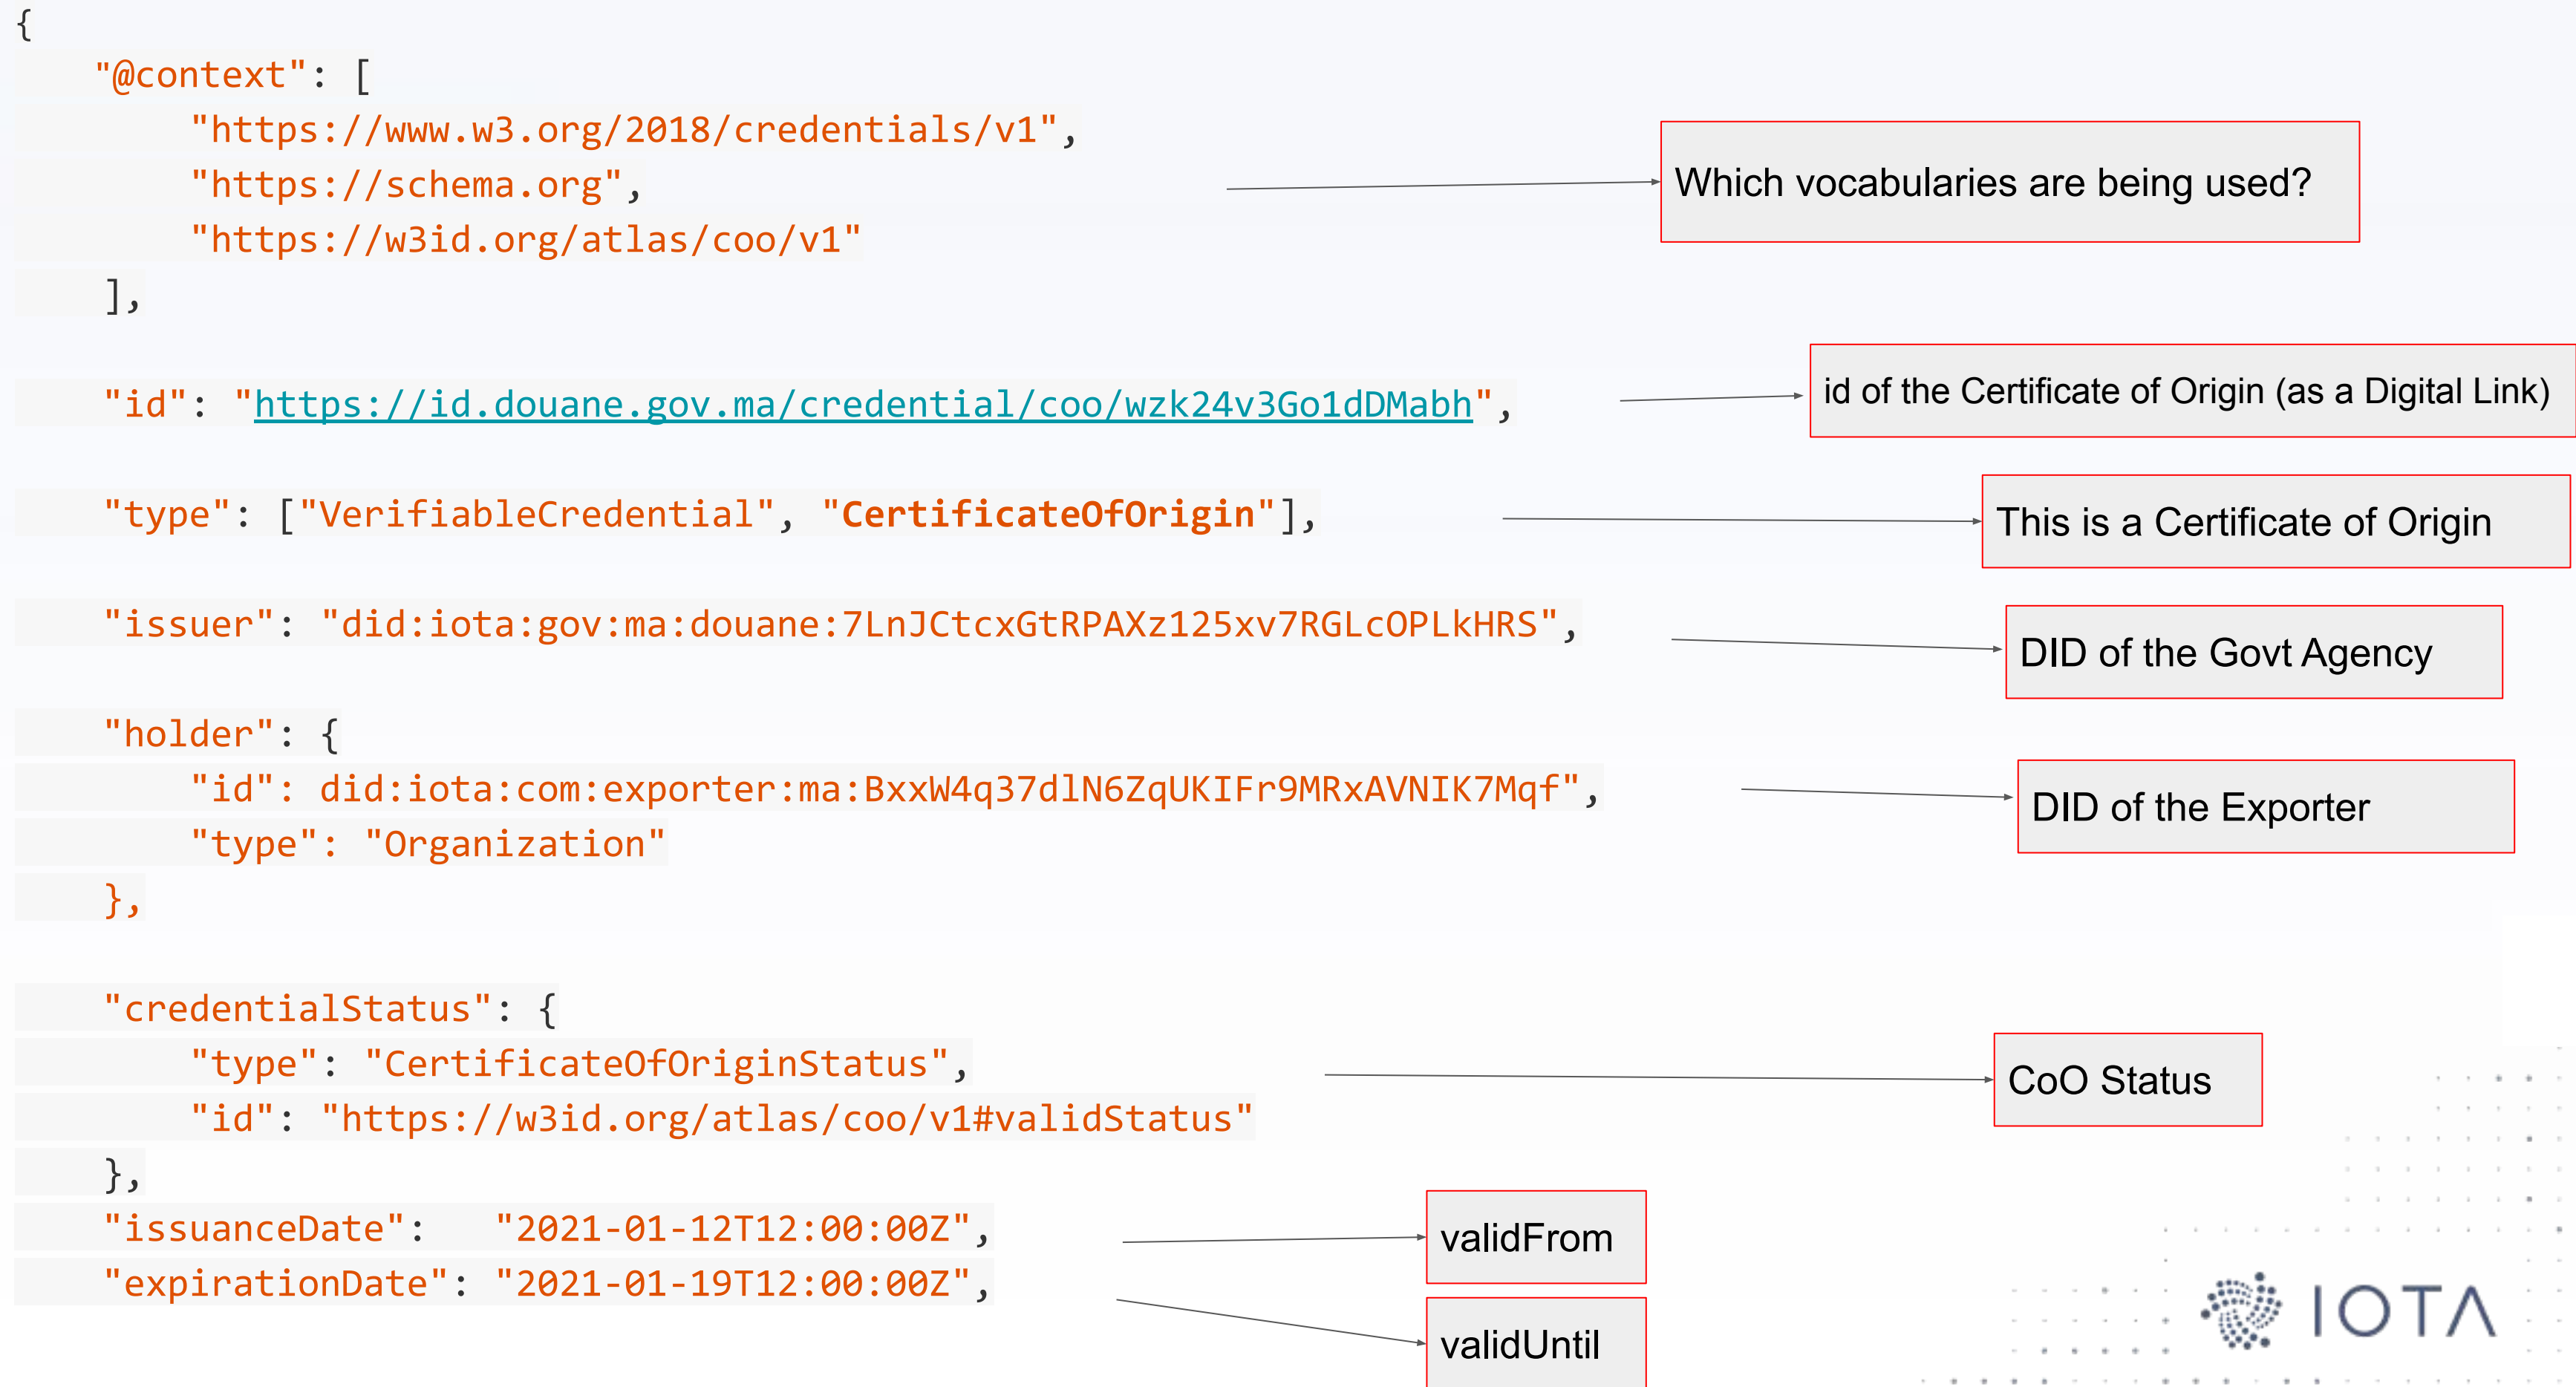 {
"@context": [
"https://www.w3.org/2018/credentials/v1",
"https://schema.org",
"https://w3id.org/atlas/coo/v1"
],
Which vocabularies are being used?
"id": "https://id.douane.gov.ma/credential/coo/wzk24v3Go1dDMabh",
id of the Certificate of Origin (as a Digital Link)
"type": ["VerifiableCredential", "CertificateOfOrigin"],
This is a Certificate of Origin
"issuer": "did:iota:gov:ma:douane:7LnJCtcxGtRPAXz125xv7RGLcOPLkHRS",
DID of the Govt Agency
"holder": {
"id": did:iota:com:exporter:ma:BxxW4q37dlN6ZqUKIFr9MRxAVNIK7Mqf",
"type": "Organization"
},
DID of the Exporter
"credentialStatus": {
"type": "CertificateOfOriginStatus",
"id": "https://w3id.org/atlas/coo/v1#validStatus"
},
CoO Status
"issuanceDate": "2021-01-12T12:00:00Z",
validFrom
"expirationDate": "2021-01-19T12:00:00Z",
validUntil
IOTA